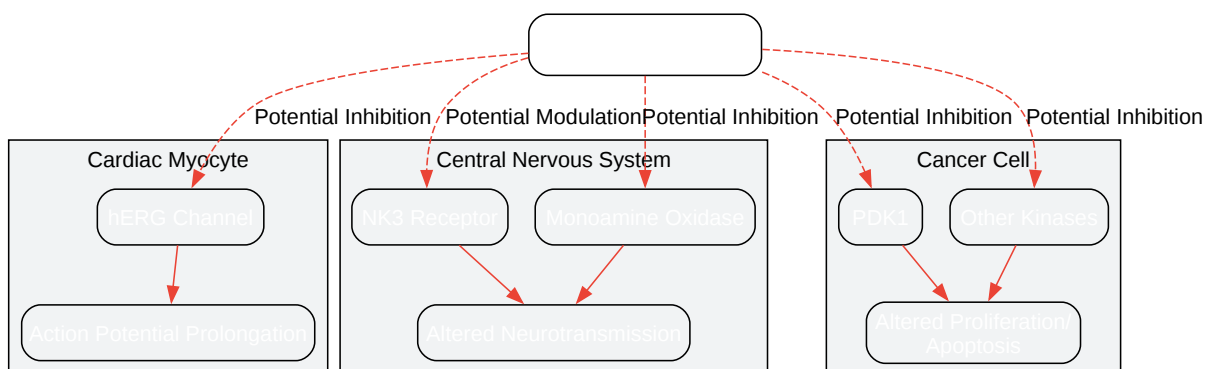 Potential Inhibition
Potential Modulation
Potential Inhibition
Potential Inhibition
Potential Inhibition
Cardiac Myocyte
Central Nervous System
Cancer Cell
hERG Channel
NK3 Receptor
Monoamine Oxidase
PDK1
Other Kinases
Action Potential Prolongation
Altered Neurotransmission
Altered Proliferation/
Apoptosis